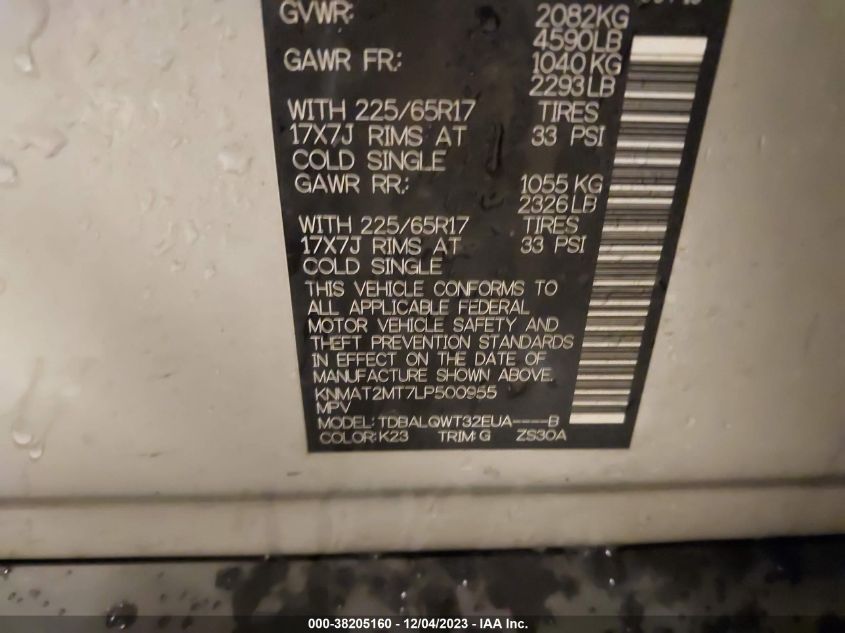 GVWR: 2082KG
4590LB
GAWR FR.: 1040KG
2293LB
WITH 225/65R17 TIRES
17X7J RIMS AT 33 PSI
COLD SINGLE
GAWR RR.: 1055 KG
2326LB
WITH 225/65R17 TIRES
17X7J RIMS AT 33 PSI
COLD SINGLE
THIS VEHICLE CONFORMS TO
ALL APPLICABLE FEDERAL
MOTOR VEHICLE SAFETY AND
THEFT PREVENTION STANDARDS
IN EFFECT ON THE DATE OF
MANUFACTURE SHOWN ABOVE.
KNMAT2MT7LP500955
MPV
MODEL: TDBALQWT32EUA----B
COLOR: K23 TRIM: G ZS30A
000-38205160 - 12/04/2023 - IAA Inc.